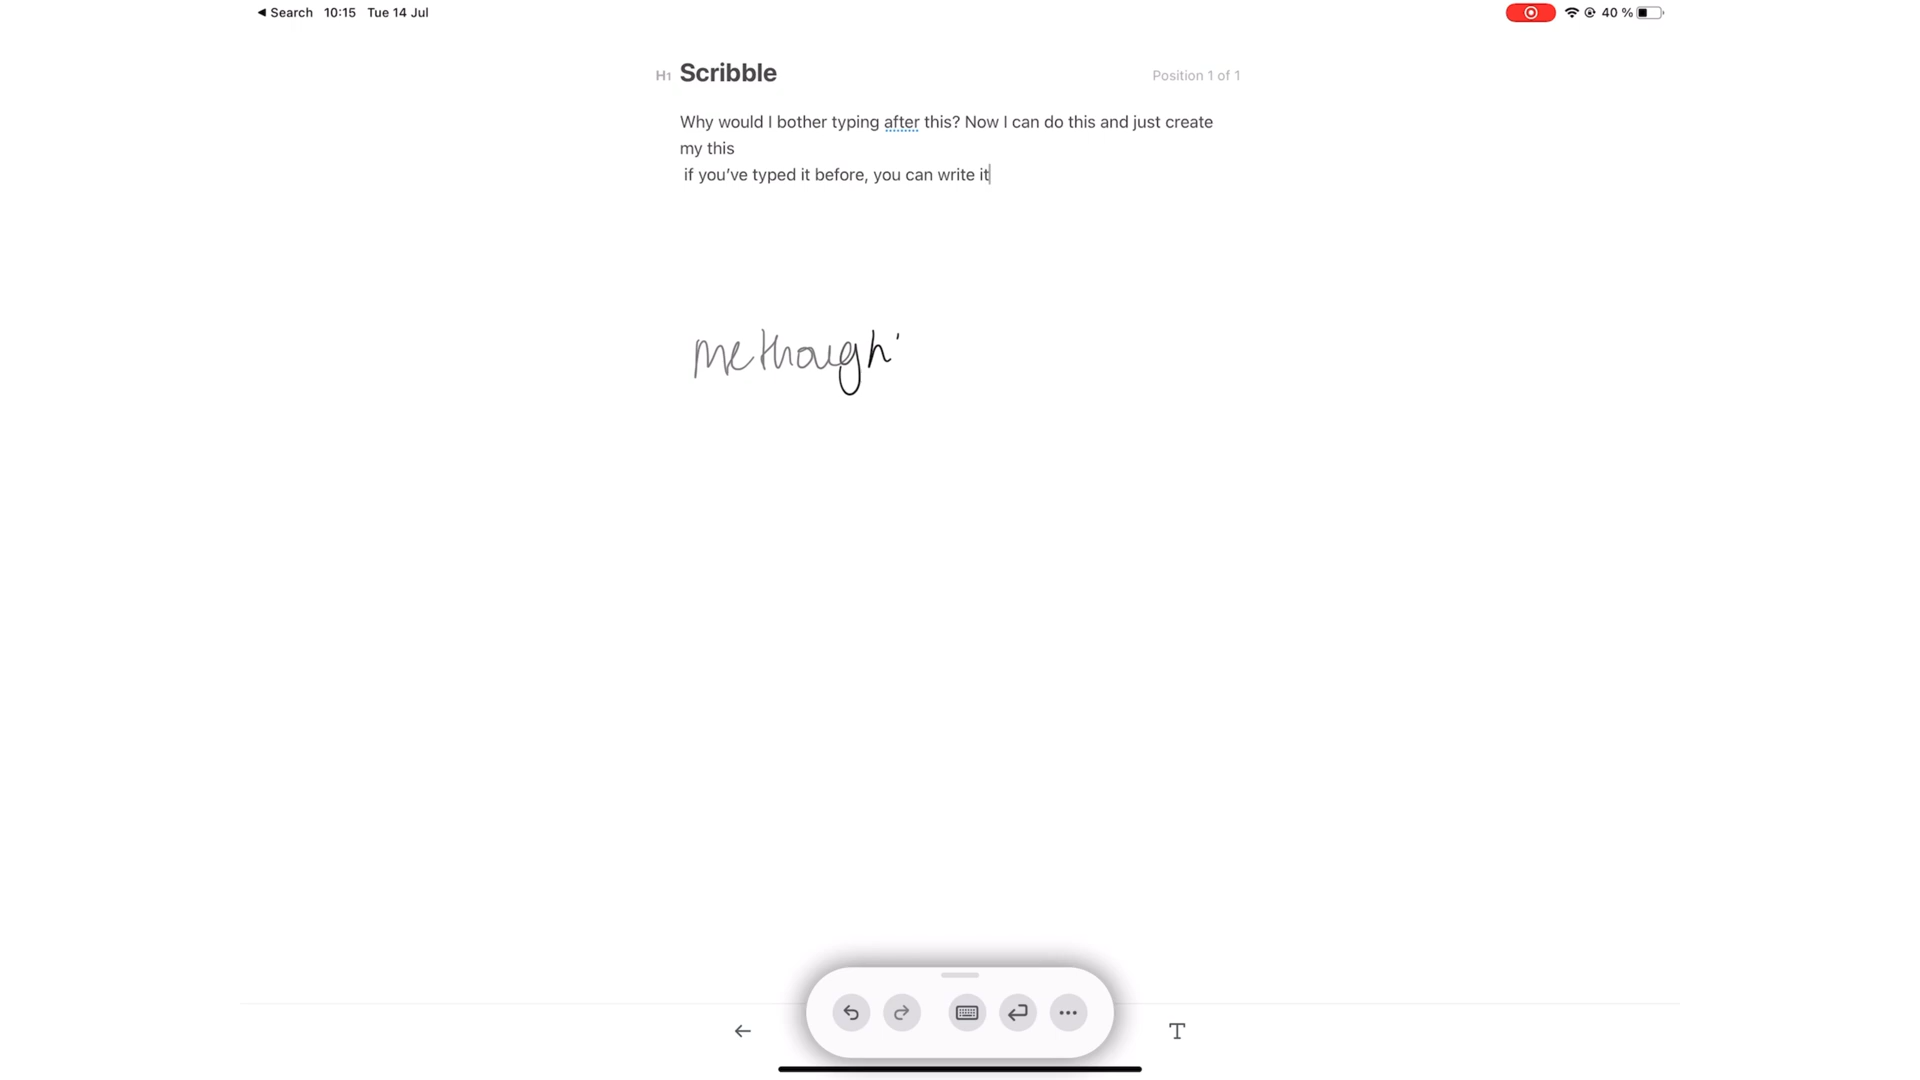 Search 10:15 Tue 14 Jul 40 %
H1 Scribble Position 1 of 1
Why would I bother typing after this? Now I can do this and just create
my this
if you've typed it before, you can write it
me though'
T